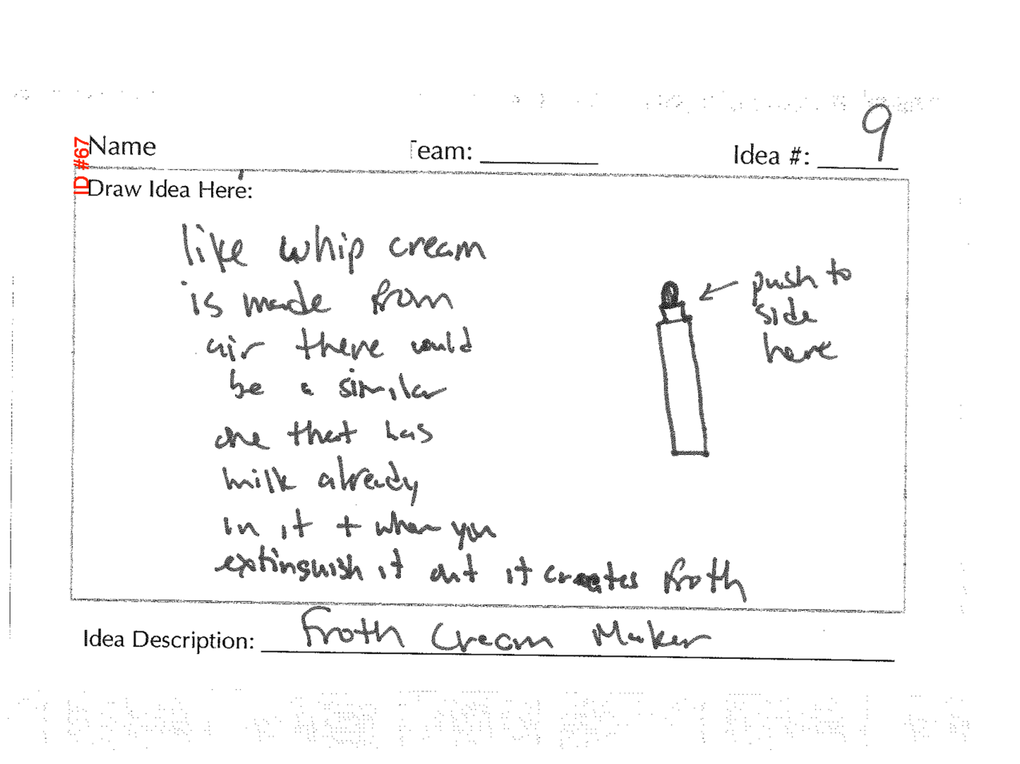 ID #67
Name Team: Idea #: 9
Draw Idea Here:
like whip cream
is made from
air there would
be a similar
one that has
milk already
in it + when you
extinguish it out it creates froth
push to
side
here
Idea Description: Froth Cream Maker